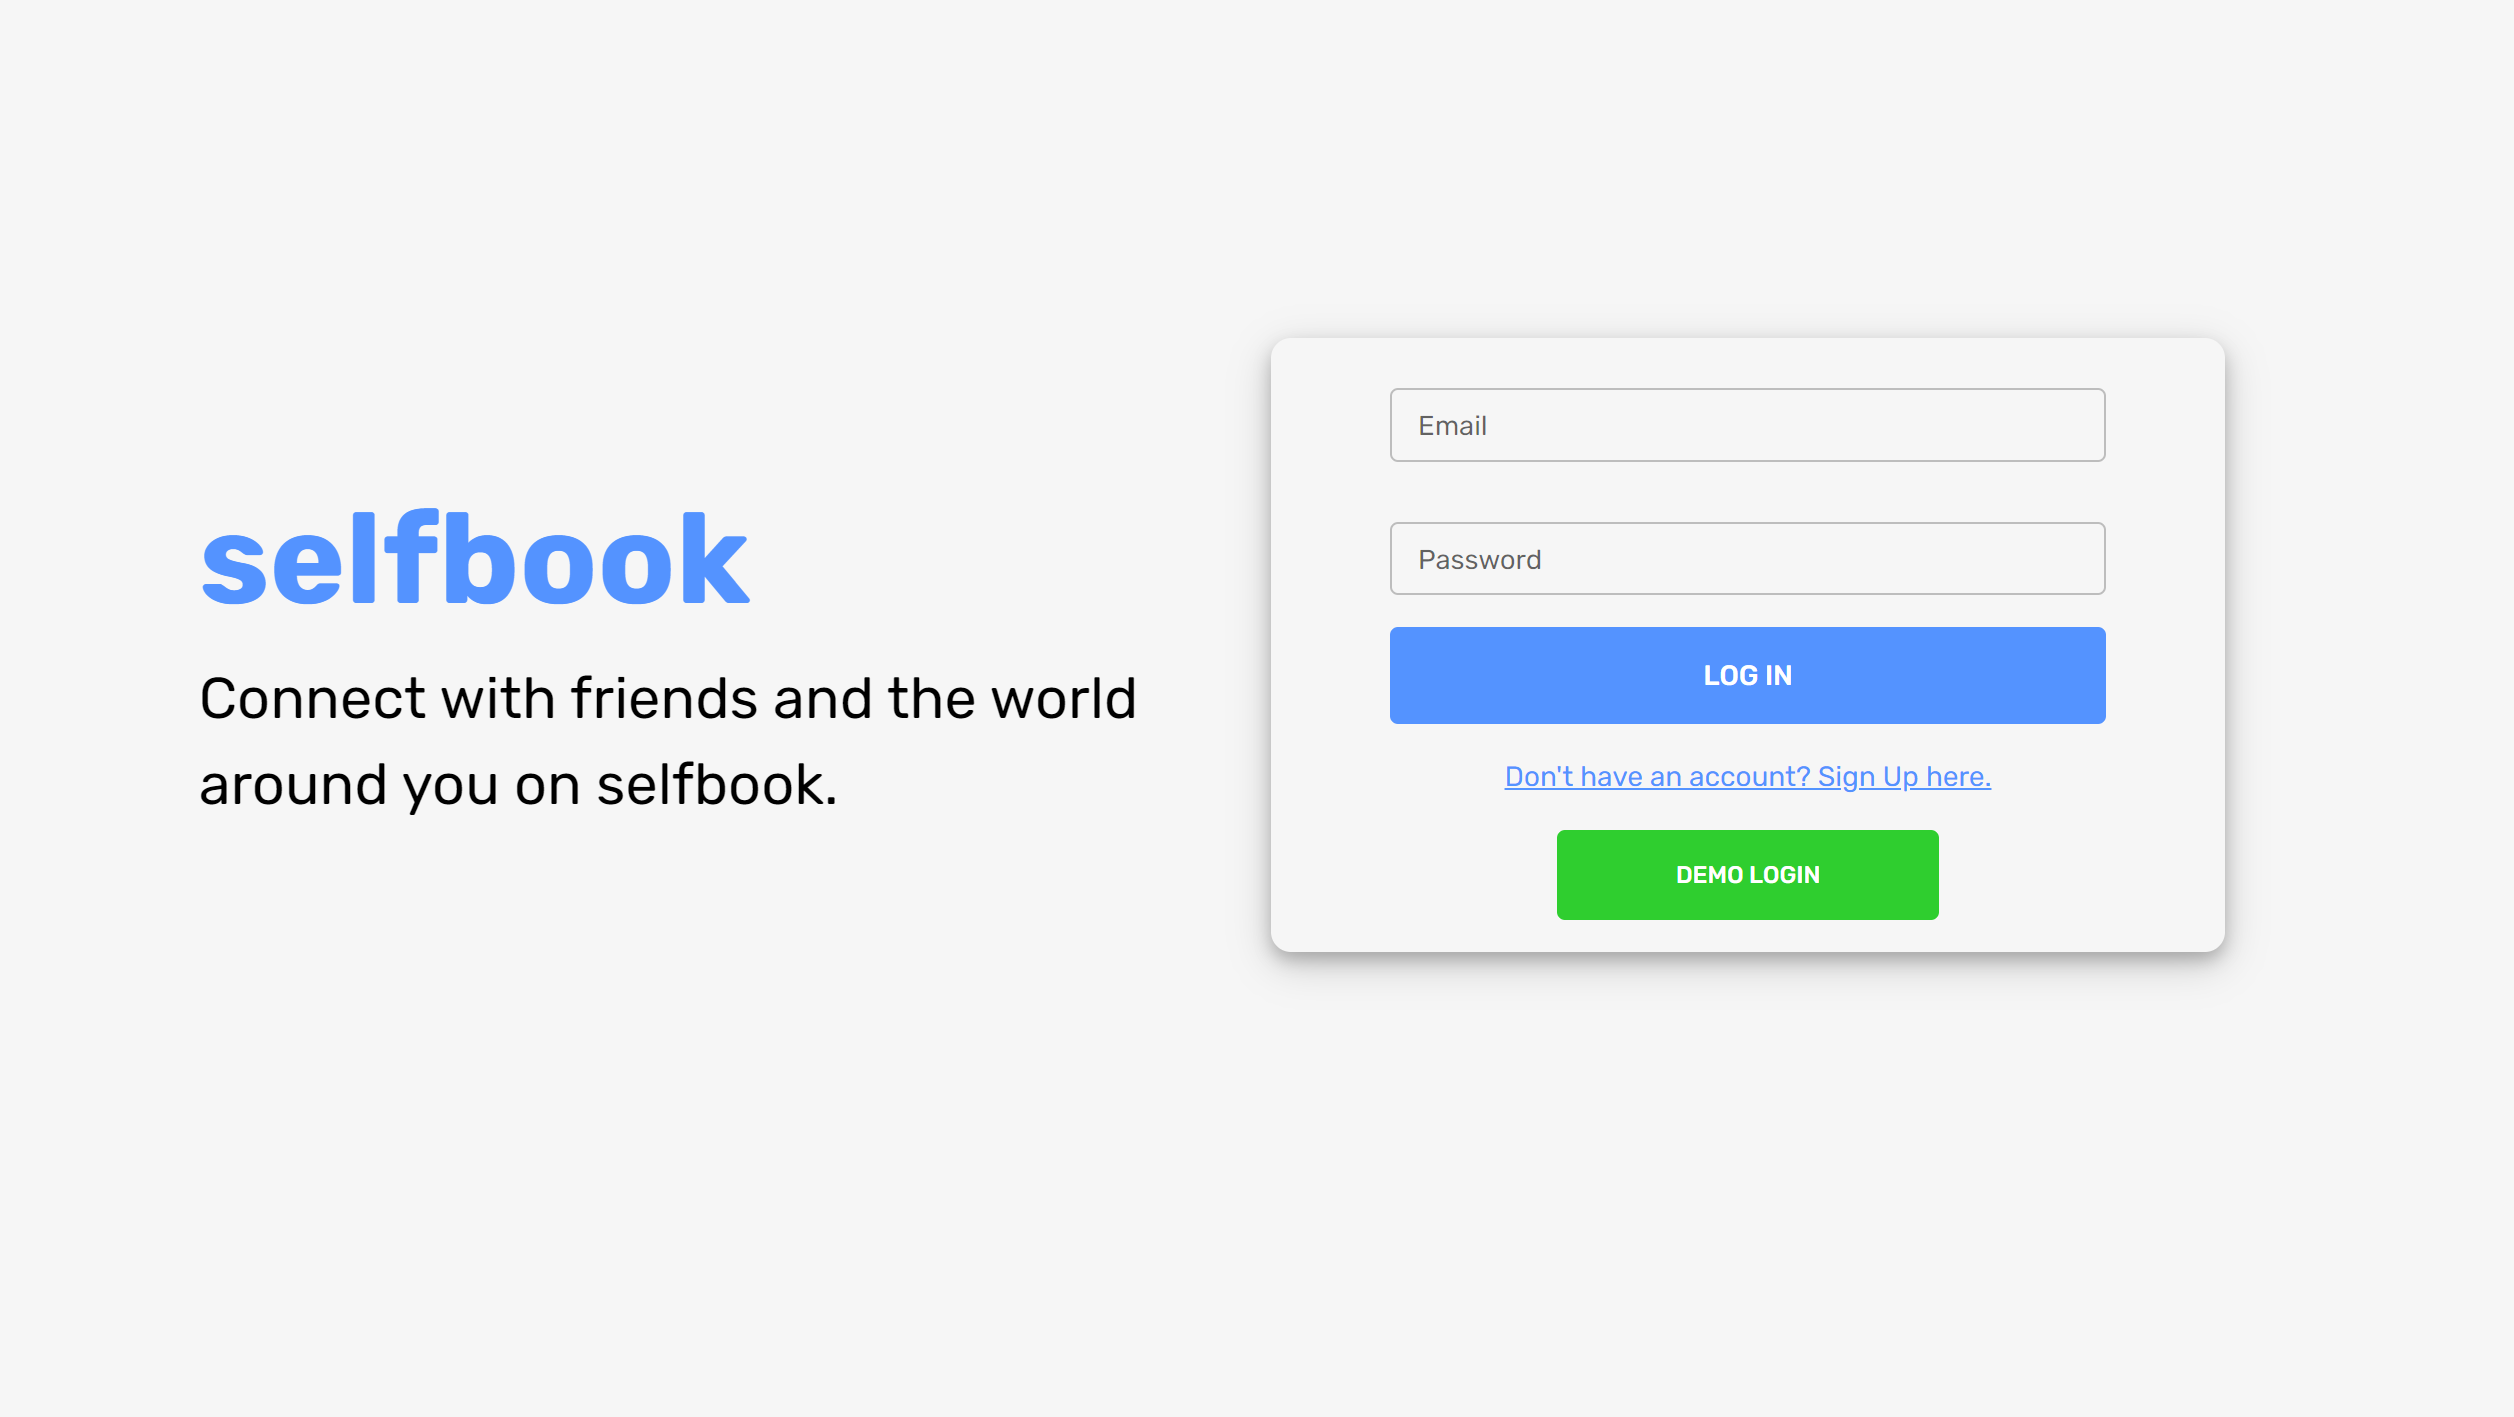 selfbook
Connect with friends and the world
around you on selfbook.
Email
Password
LOG IN
Don't have an account? Sign Up here.
DEMO LOGIN